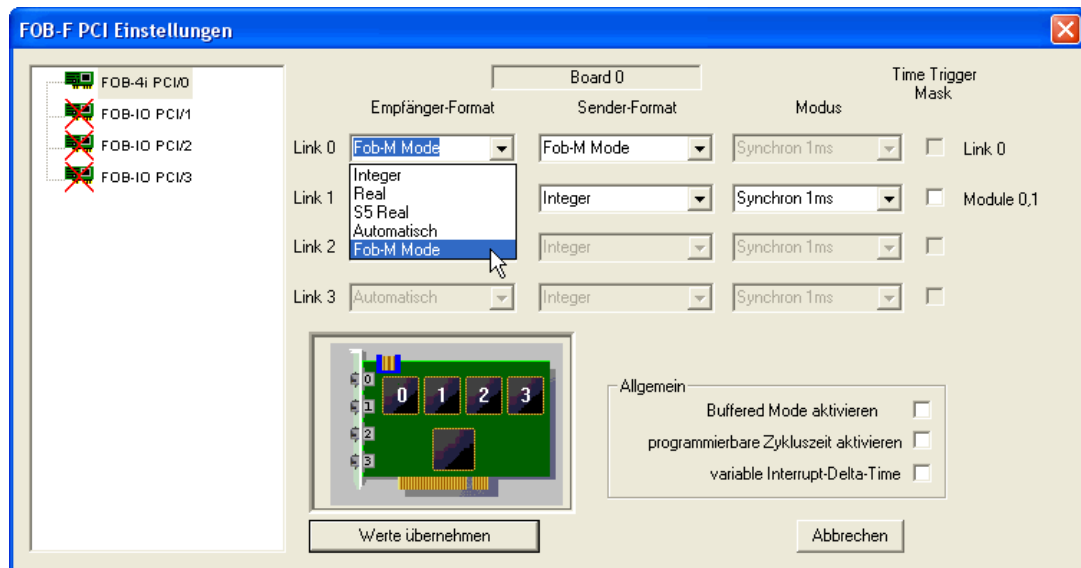 FOB-F PCI Einstellungen
FOB-4i PCI/0
FOB-IO PCI/1
FOB-IO PCI/2
FOB-IO PCI/3
Board 0
Time Trigger
Mask
Empfänger-Format Sender-Format Modus
Link 0 Fob-M Mode Fob-M Mode Synchron 1ms Link 0
Integer
Real
S5 Real
Automatisch
Fob-M Mode
Link 1 Integer Synchron 1ms Module 0,1
Link 2 Integer Synchron 1ms
Link 3 Automatisch Integer Synchron 1ms
0
1
2
3
0 1 2 3
Allgemein
Buffered Mode aktivieren
programmierbare Zykluszeit aktivieren
variable Interrupt-Delta-Time
Werte übernehmen
Abbrechen